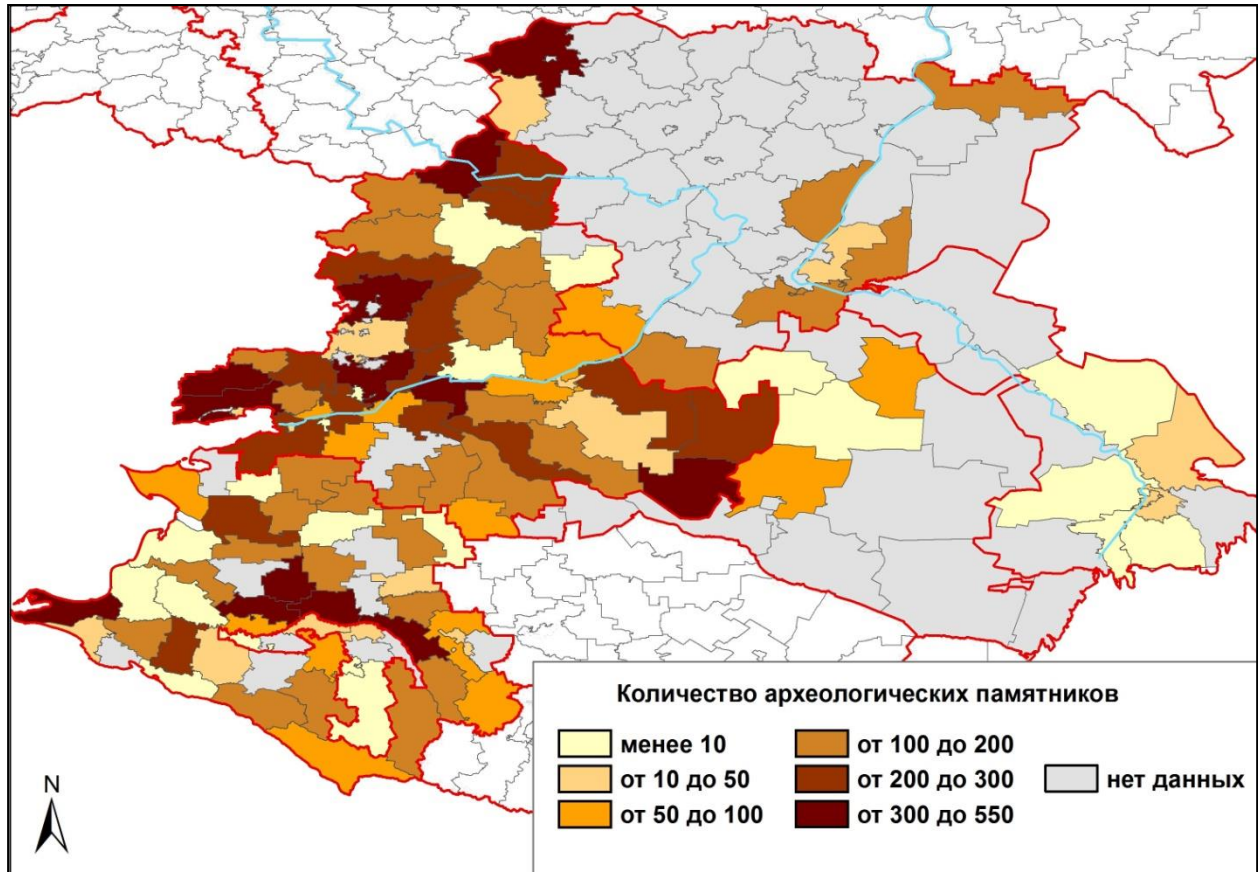 Количество археологических памятников
менее 10
от 100 до 200
от 10 до 50
от 200 до 300
нет данных
от 50 до 100
от 300 до 550
N